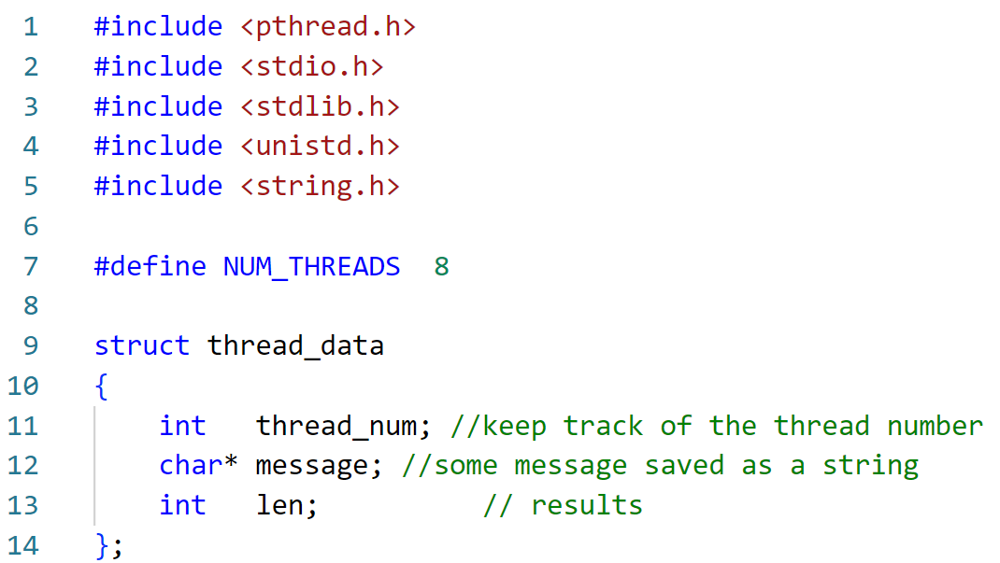 1 #include <pthread.h>
2 #include <stdio.h>
3 #include <stdlib.h>
4 #include <unistd.h>
5 #include <string.h>
6
7 #define NUM_THREADS  8
8
9 struct thread_data
10 {
11     int   thread_num; //keep track of the thread number
12     char* message; //some message saved as a string
13     int   len;          // results
14 };